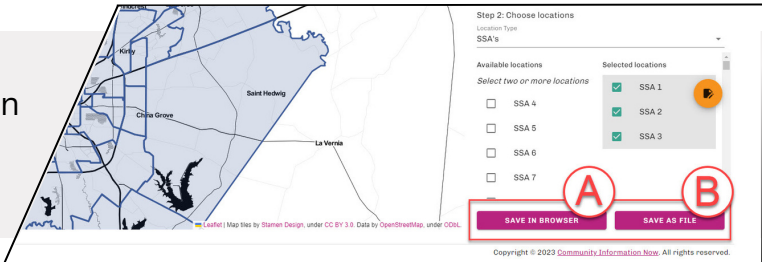 n
Kirby
China Grove
Saint Hedwig
La Vernia
Leaflet | Map tiles by Stamen Design, under CC BY 3.0. Data by OpenStreetMap, under ODbL.
Step 2: Choose locations
Location Type
SSA's
Available locations
Selected locations
Select two or more locations
SSA 4
SSA 5
SSA 6
SSA 7
SSA 1
SSA 2
SSA 3
A
B
SAVE IN BROWSER
SAVE AS FILE
Copyright © 2023 Community Information Now. All rights reserved.